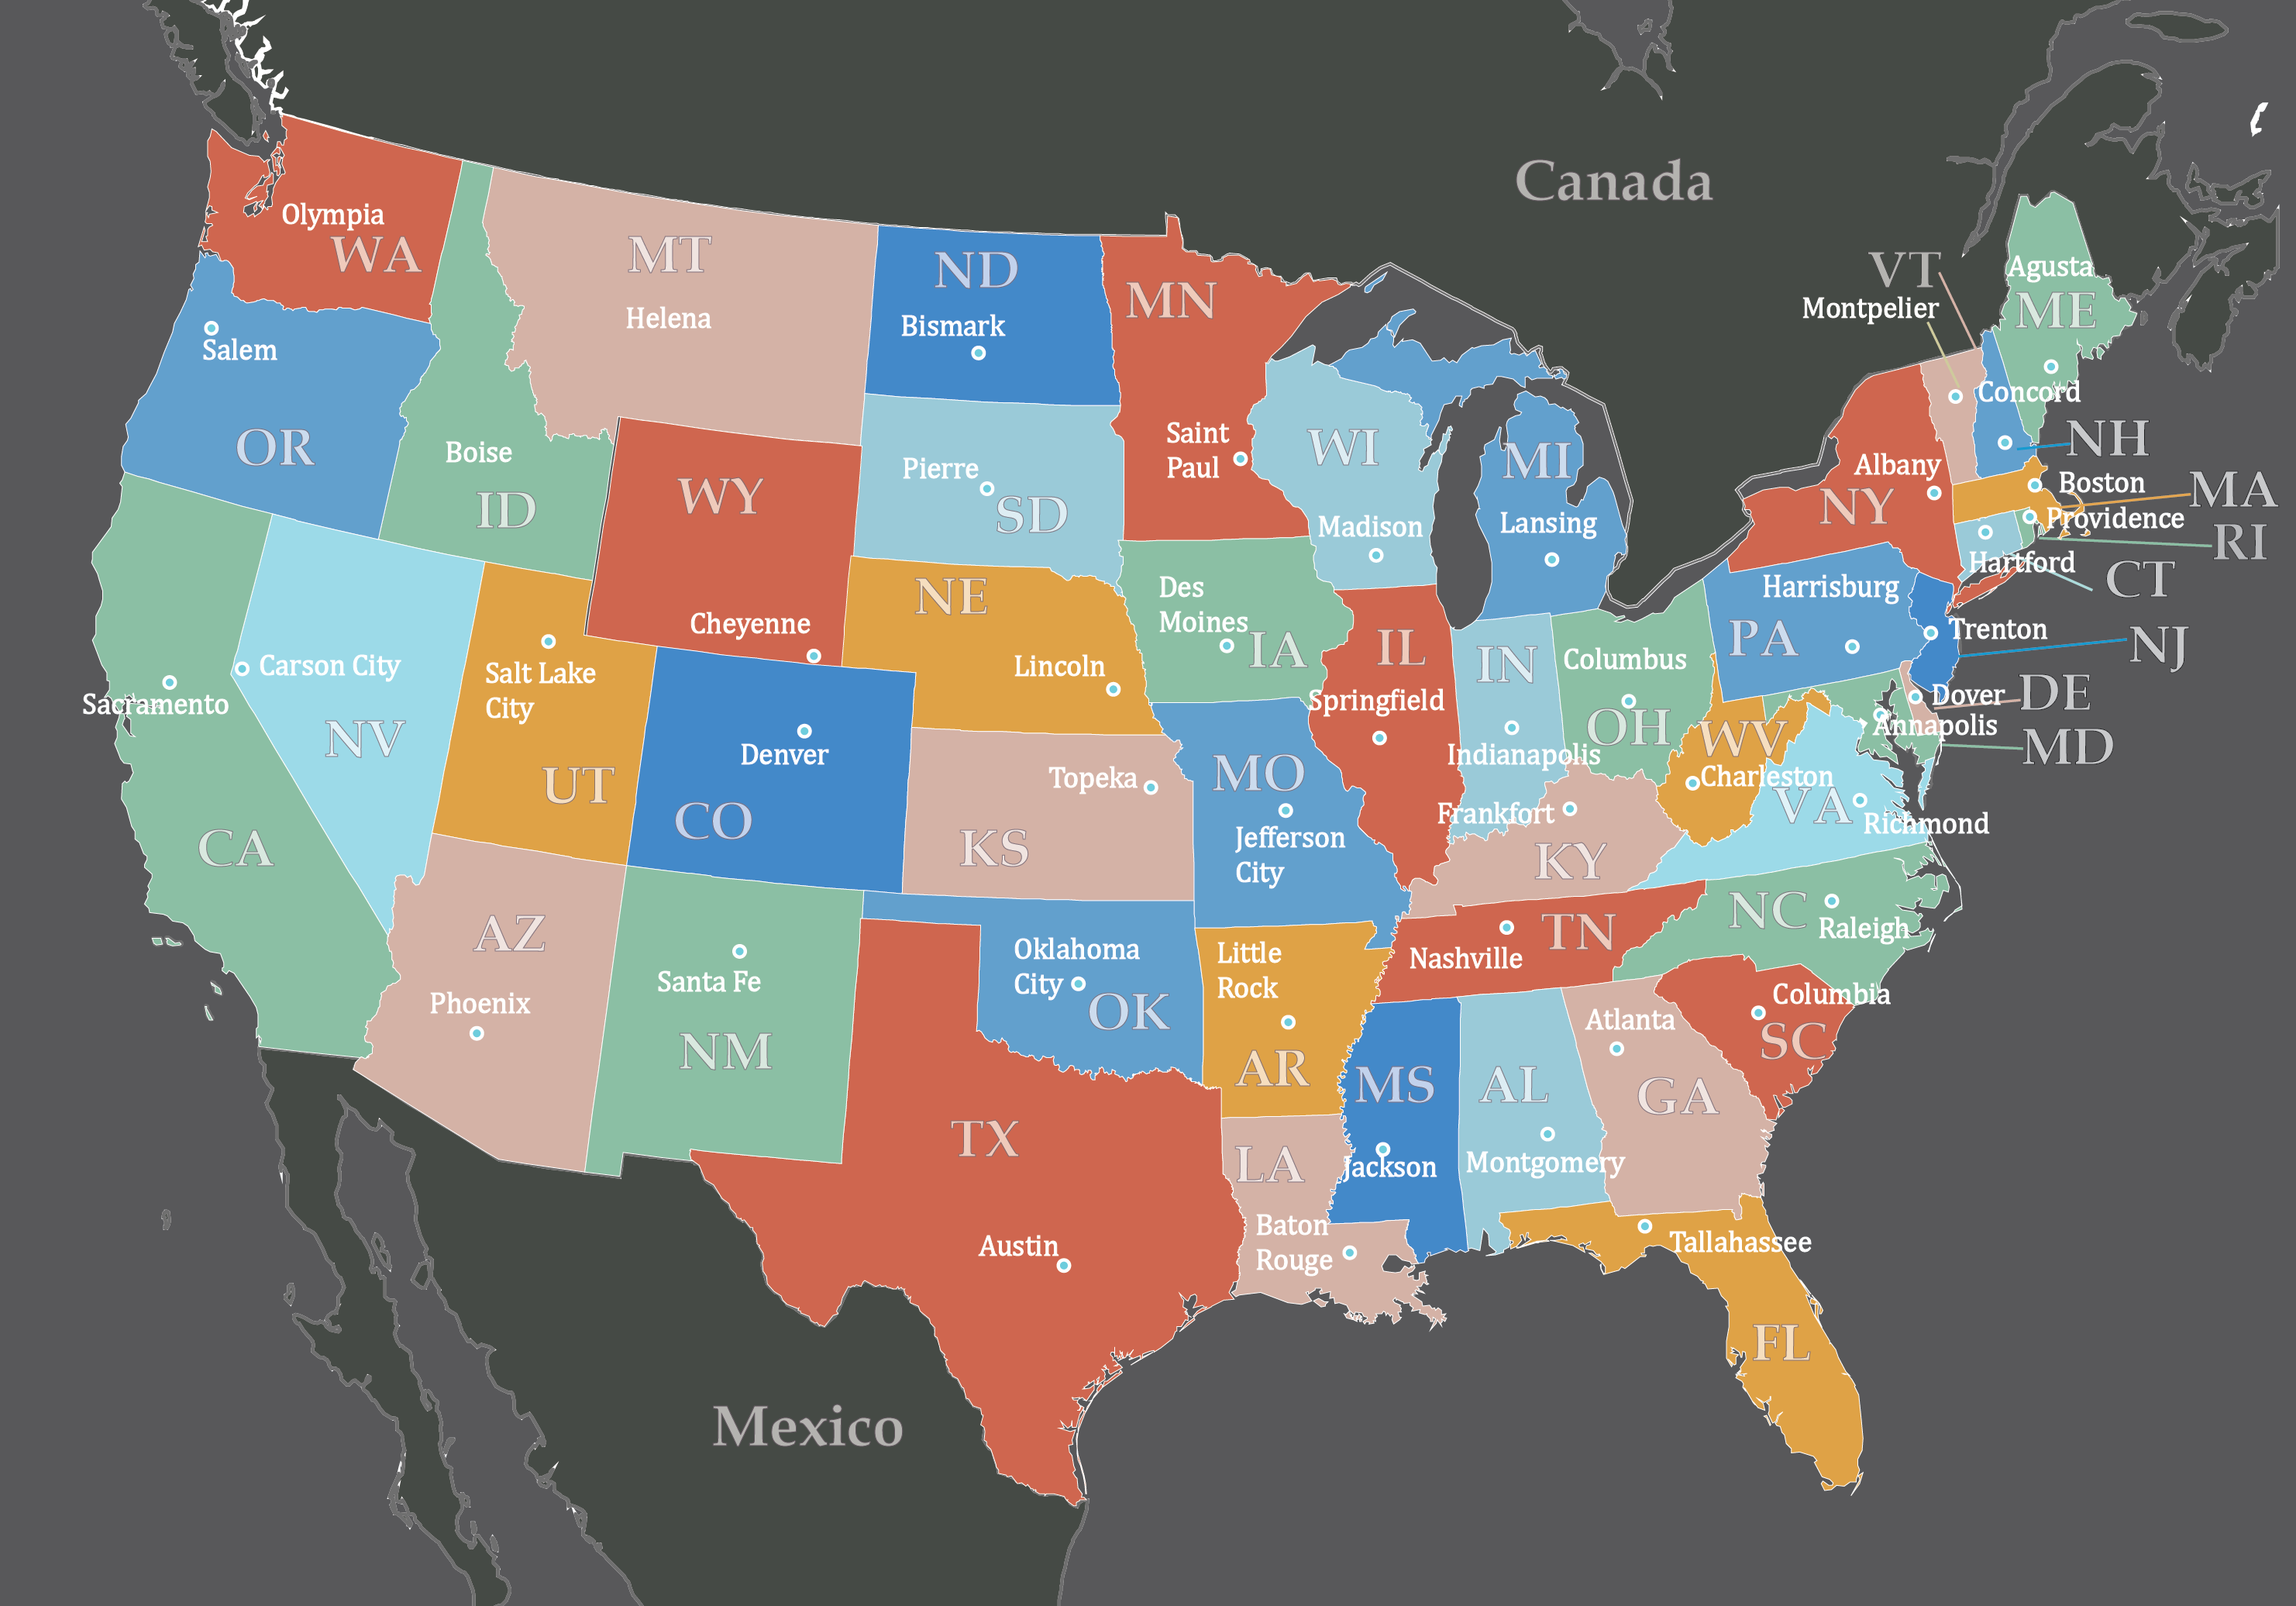 Canada
Olympia
WA
MT
Helena
ND
Bismark
MN
VT
Montpelier
Agusta
ME
Salem
OR
Boise
ID
WY
Pierre
SD
Saint
Paul
WI
Madison
MI
Lansing
Concord
NH
Albany
NY
Boston
MA
Providence
RI
Hartford
CT
Cheyenne
NE
Lincoln
Des
Moines
IA
IL
Springfield
IN
Indianapolis
Columbus
OH
Harrisburg
PA
Trenton
NJ
Dover
DE
Annapolis
MD
Sacramento
CA
Carson City
NV
Salt Lake
City
UT
Denver
CO
Topeka
KS
MO
Jefferson
City
Frankfort
KY
WV
Charleston
VA
Richmond
AZ
Phoenix
Santa Fe
NM
Oklahoma
City
OK
Little
Rock
AR
TN
Nashville
NC
Raleigh
Columbia
SC
Atlanta
GA
MS
Jackson
AL
Montgomery
TX
Austin
LA
Baton
Rouge
Tallahassee
FL
Mexico